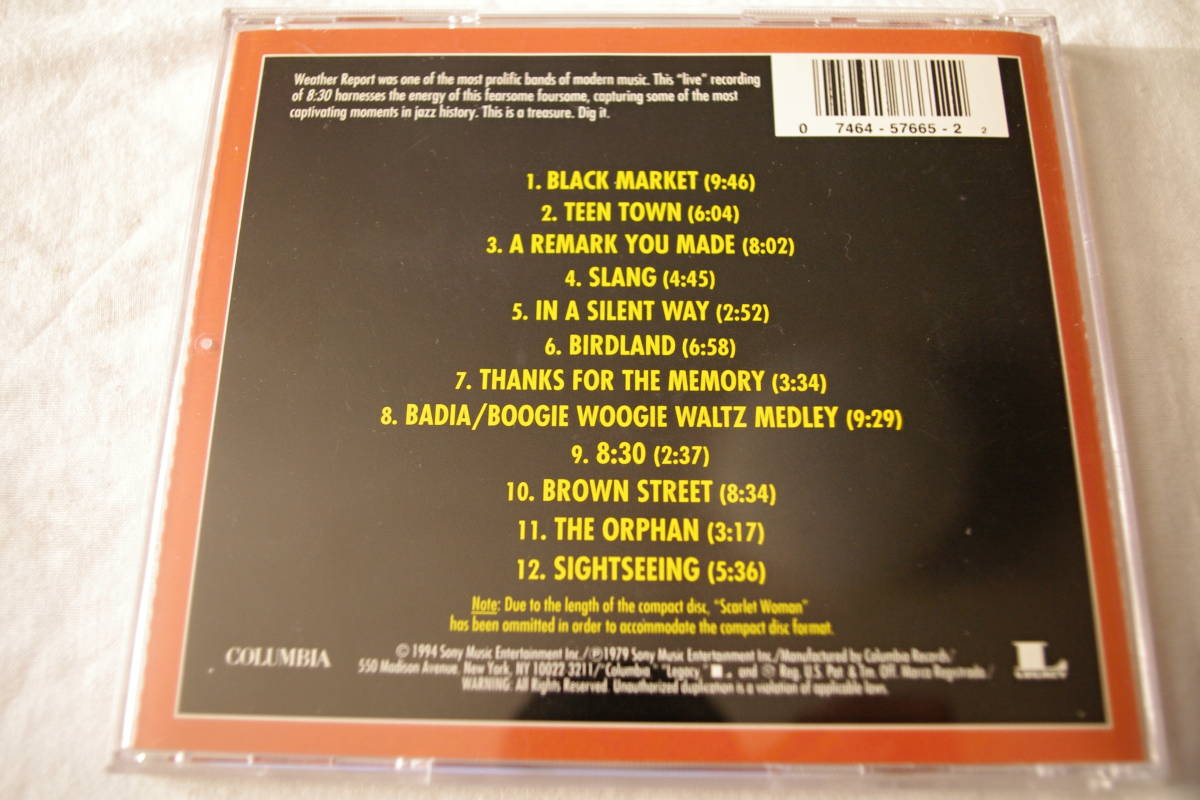 Weather Report was one of the most prolific bands of modern music. This "live" recording
of 8:30 harnesses the energy of this fearsome foursome, capturing some of the most
captivating moments in jazz history. This is a treasure. Dig it.
0 7464-57665-2 2
1. BLACK MARKET (9:46)
2. TEEN TOWN (6:04)
3. A REMARK YOU MADE (8:02)
4. SLANG (4:45)
5. IN A SILENT WAY (2:52)
6. BIRDLAND (6:58)
7. THANKS FOR THE MEMORY (3:34)
8. BADIA/BOOGIE WOOGIE WALTZ MEDLEY (9:29)
9. 8:30 (2:37)
10. BROWN STREET (8:34)
11. THE ORPHAN (3:17)
12. SIGHTSEEING (5:36)
Note: Due to the length of the compact disc, "Scarlet Woman"
has been ommitted in order to accommodate the compact disc format.
COLUMBIA
© 1994 Sony Music Entertainment Inc./℗1979 Sony Music Entertainment Inc./Manufactured by Columbia Records/
550 Madison Avenue, New York, NY 10022 3211/"Columbia," "Legacy," and Reg. U.S. Pat & Tm. Off. Marca Registrada/
WARNING: All Rights Reserved. Unauthorized duplication is a violation of applicable laws.
L
LEGACY